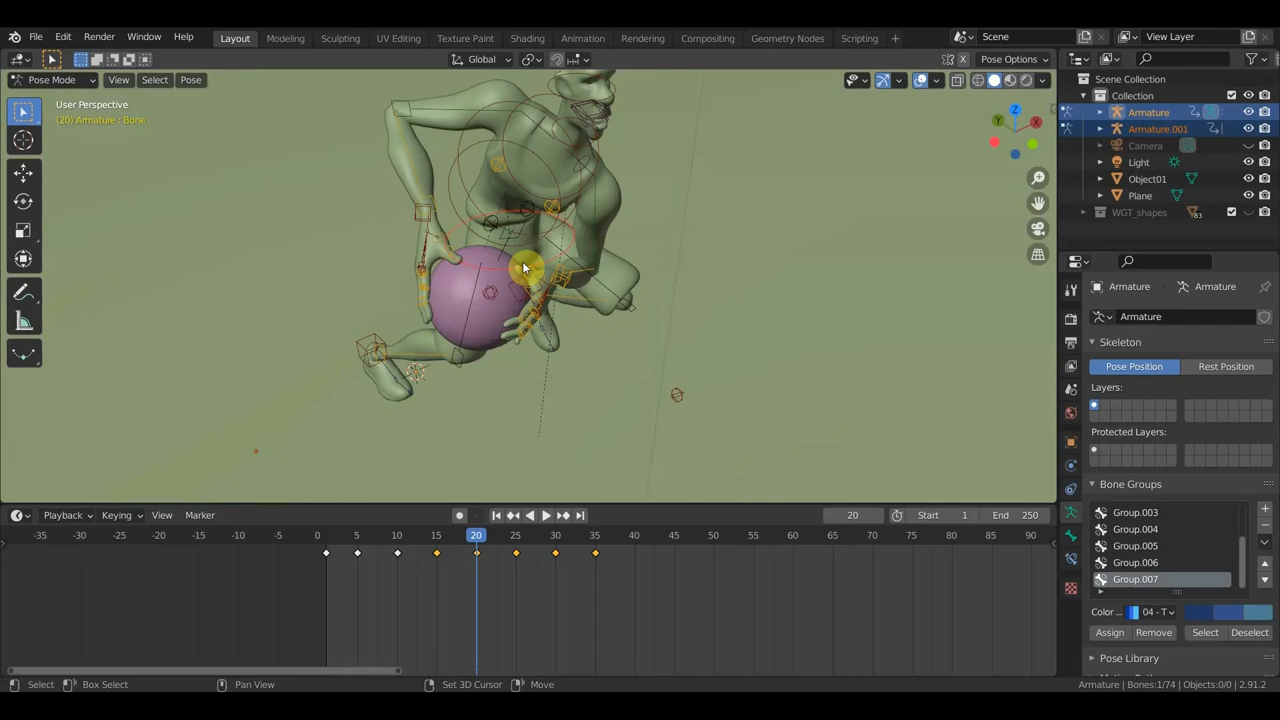 File Edit Render Window Help Layout Modeling Sculpting UV Editing Texture Paint Shading Animation Rendering Compositing Geometry Nodes Scripting + Scene View Layer
Global X Pose Options
Pose Mode View Select Pose
User Perspective
(20) Armature : Bone
Z
Y
X
Scene Collection
Collection
Armature
Armature.001
Camera
Light
Object01
Plane
WGT_shapes 83
Armature Armature
Armature
Skeleton
Pose Position Rest Position
Layers:
Protected Layers:
Bone Groups
Group.003
Group.004
Group.005
Group.006
Group.007
Color ... 04 - T
Assign Remove Select Deselect
Pose Library
Playback Keying View Marker 20 Start 1 End 250
-35 -30 -25 -20 -15 -10 -5 0 5 10 15 20 25 30 35 40 45 50 55 60 65 70 75 80 85 90
Select Box Select Pan View Set 3D Cursor Move Armature | Bones:1/74 | Objects:0/0 | 2.91.2